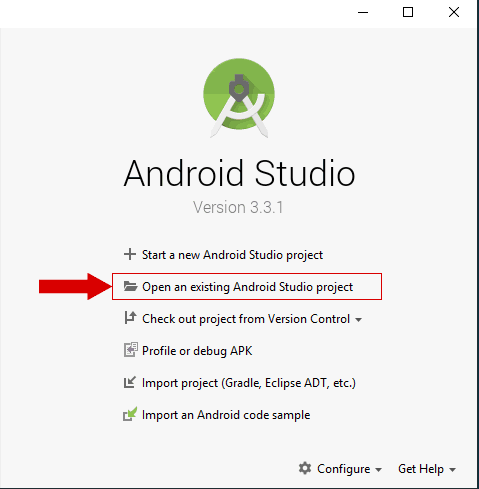 Android Studio
Version 3.3.1
Start a new Android Studio project
Open an existing Android Studio project
Check out project from Version Control
Profile or debug APK
Import project (Gradle, Eclipse ADT, etc.)
Import an Android code sample
Configure Get Help